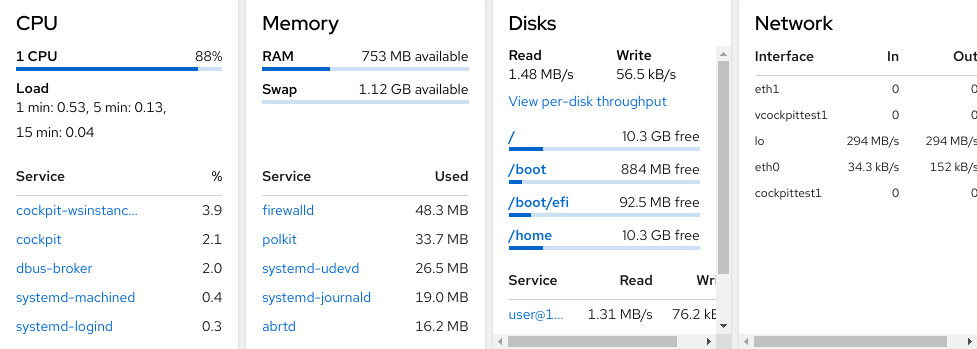 CPU
1 CPU 88%
Load
1 min: 0.53, 5 min: 0.13,
15 min: 0.04
Service %
cockpit-wsinstanc... 3.9
cockpit 2.1
dbus-broker 2.0
systemd-machined 0.4
systemd-logind 0.3
Memory
RAM 753 MB available
Swap 1.12 GB available
Service Used
firewalld 48.3 MB
polkit 33.7 MB
systemd-udevd 26.5 MB
systemd-journald 19.0 MB
abrtd 16.2 MB
Disks
Read Write
1.48 MB/s 56.5 kB/s
View per-disk throughput
/ 10.3 GB free
/boot 884 MB free
/boot/efi 92.5 MB free
/home 10.3 GB free
Service Read Wri
user@1... 1.31 MB/s 76.2 kB
Network
Interface In Out
eth1 0 0
vcockpittest1 0 0
lo 294 MB/s 294 MB/s
eth0 34.3 kB/s 152 kB/s
cockpittest1 0 0